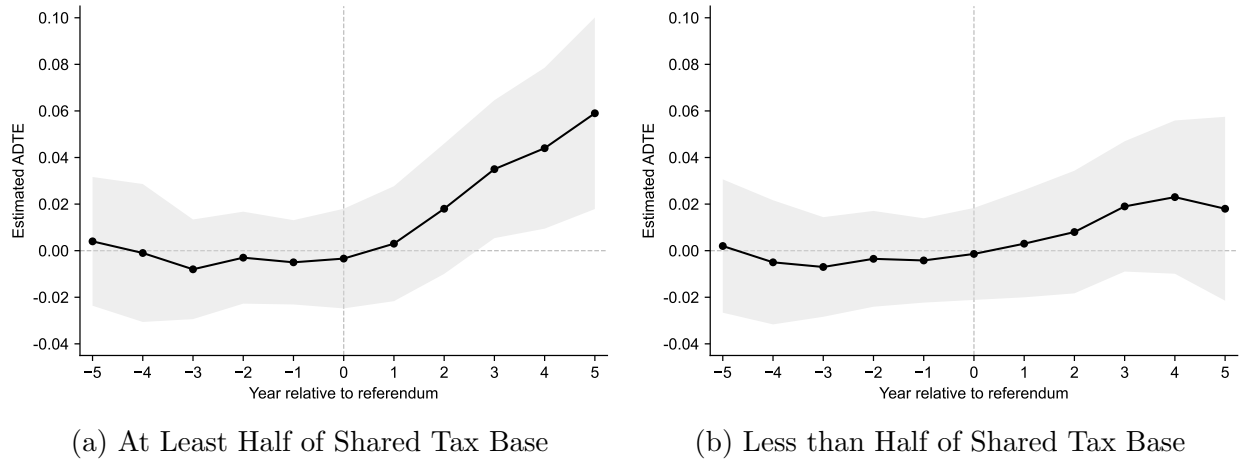 0.10
0.08
0.06
0.04
0.02
0.00
-0.02
-0.04
Estimated ADTE
−5 −4 −3 −2 −1 0 1 2 3 4 5
Year relative to referendum
(a) At Least Half of Shared Tax Base
0.10
0.08
0.06
0.04
0.02
0.00
-0.02
-0.04
Estimated ADTE
−5 −4 −3 −2 −1 0 1 2 3 4 5
Year relative to referendum
(b) Less than Half of Shared Tax Base